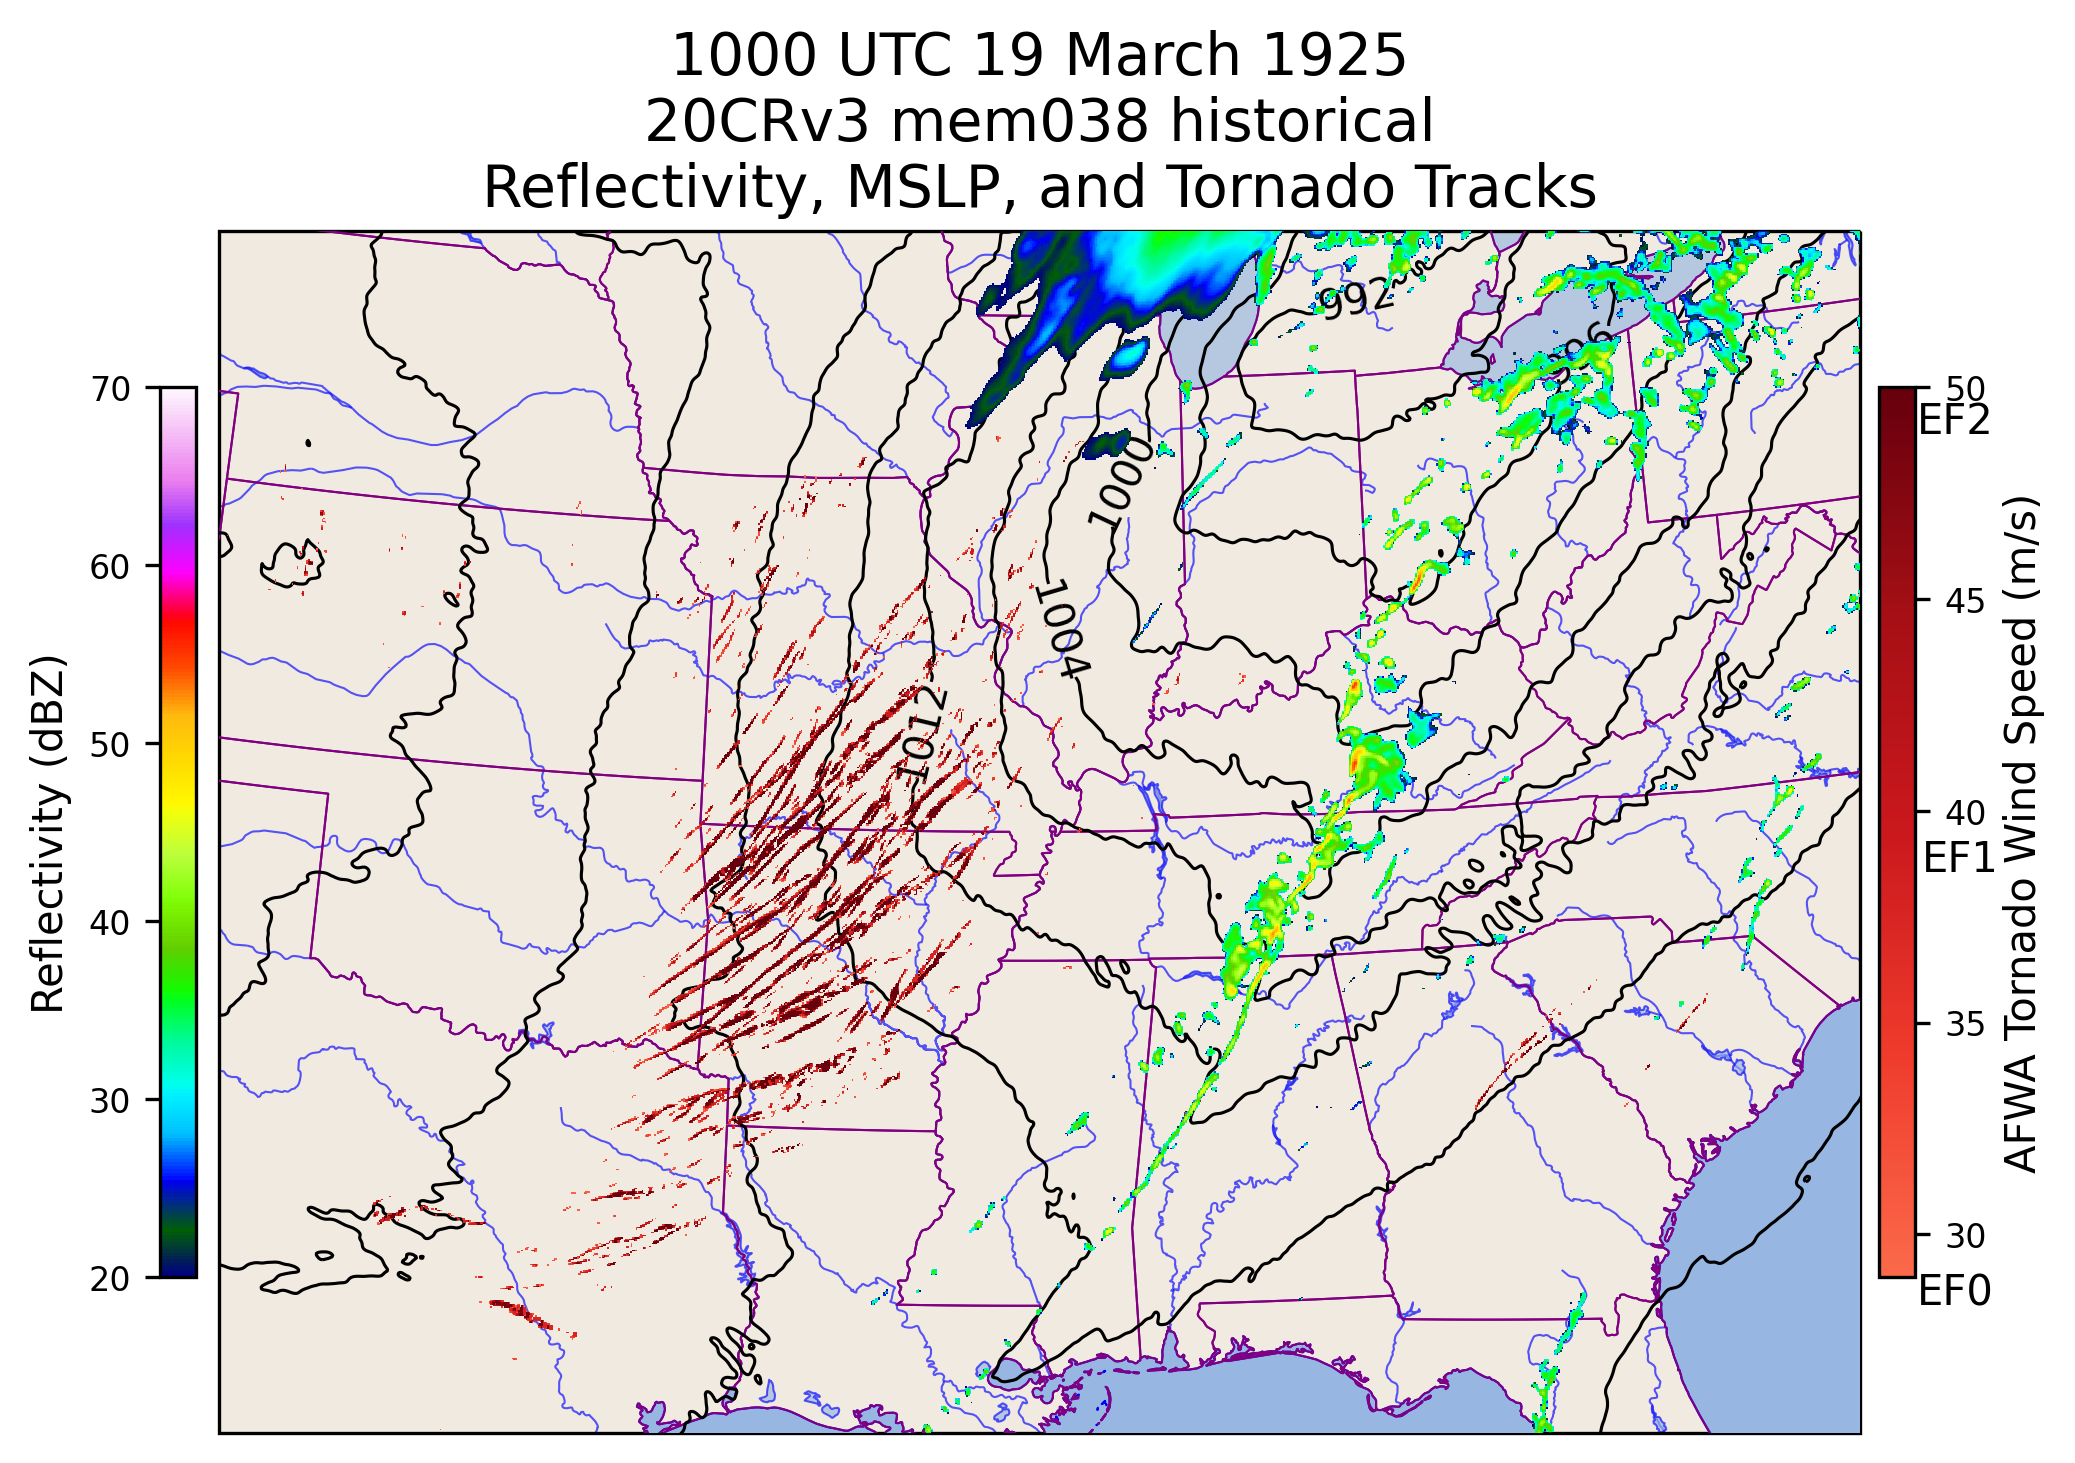 1000 UTC 19 March 1925
20CRv3 mem038 historical
Reflectivity, MSLP, and Tornado Tracks
992
996
1000
1004
1012
70
60
50
40
30
20
Reflectivity (dBZ)
50
EF2
45
40
EF1
35
30
EF0
AFWA Tornado Wind Speed (m/s)